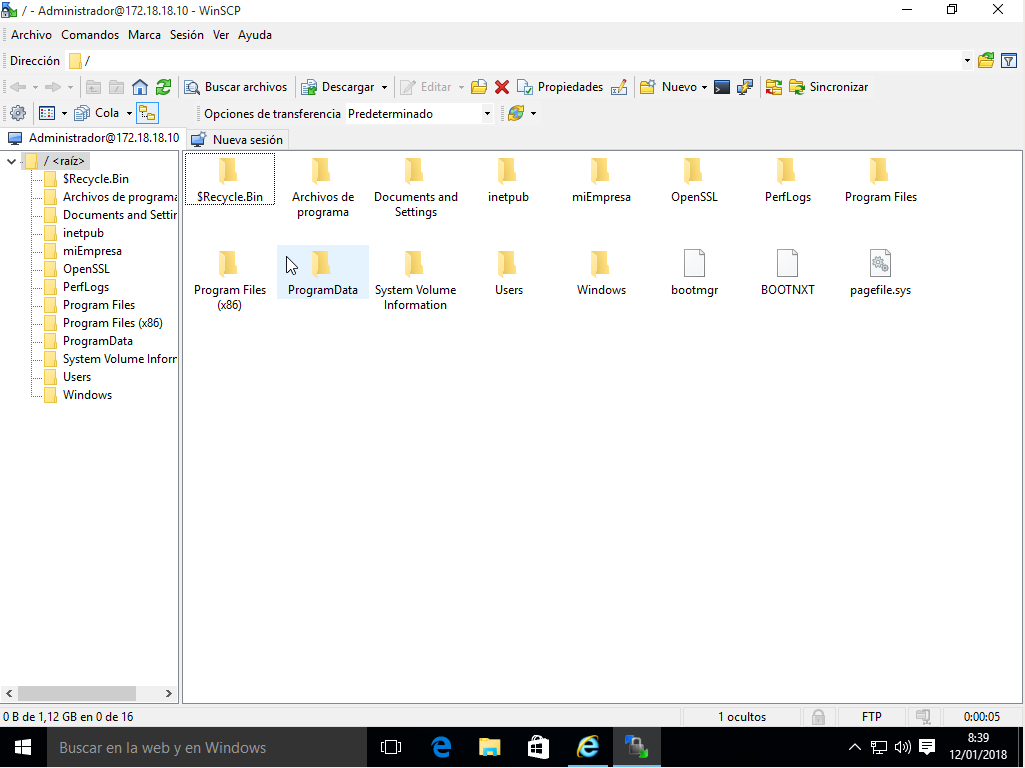 / - Administrador@172.18.18.10 - WinSCP
Archivo Comandos Marca Sesión Ver Ayuda
Dirección /
Buscar archivos Descargar Editar Propiedades Nuevo Sincronizar
Cola Opciones de transferencia Predeterminado
Administrador@172.18.18.10 Nueva sesión
/ <raíz>
$Recycle.Bin
Archivos de programa
Documents and Settin
inetpub
miEmpresa
OpenSSL
PerfLogs
Program Files
Program Files (x86)
ProgramData
System Volume Inforn
Users
Windows
$Recycle.Bin
Archivos de
programa
Documents and
Settings
inetpub
miEmpresa
OpenSSL
PerfLogs
Program Files
Program Files
(x86)
ProgramData
System Volume
Information
Users
Windows
bootmgr
BOOTNXT
pagefile.sys
0 B de 1,12 GB en 0 de 16
1 ocultos
FTP
0:00:05
Buscar en la web y en Windows
8:39
12/01/2018